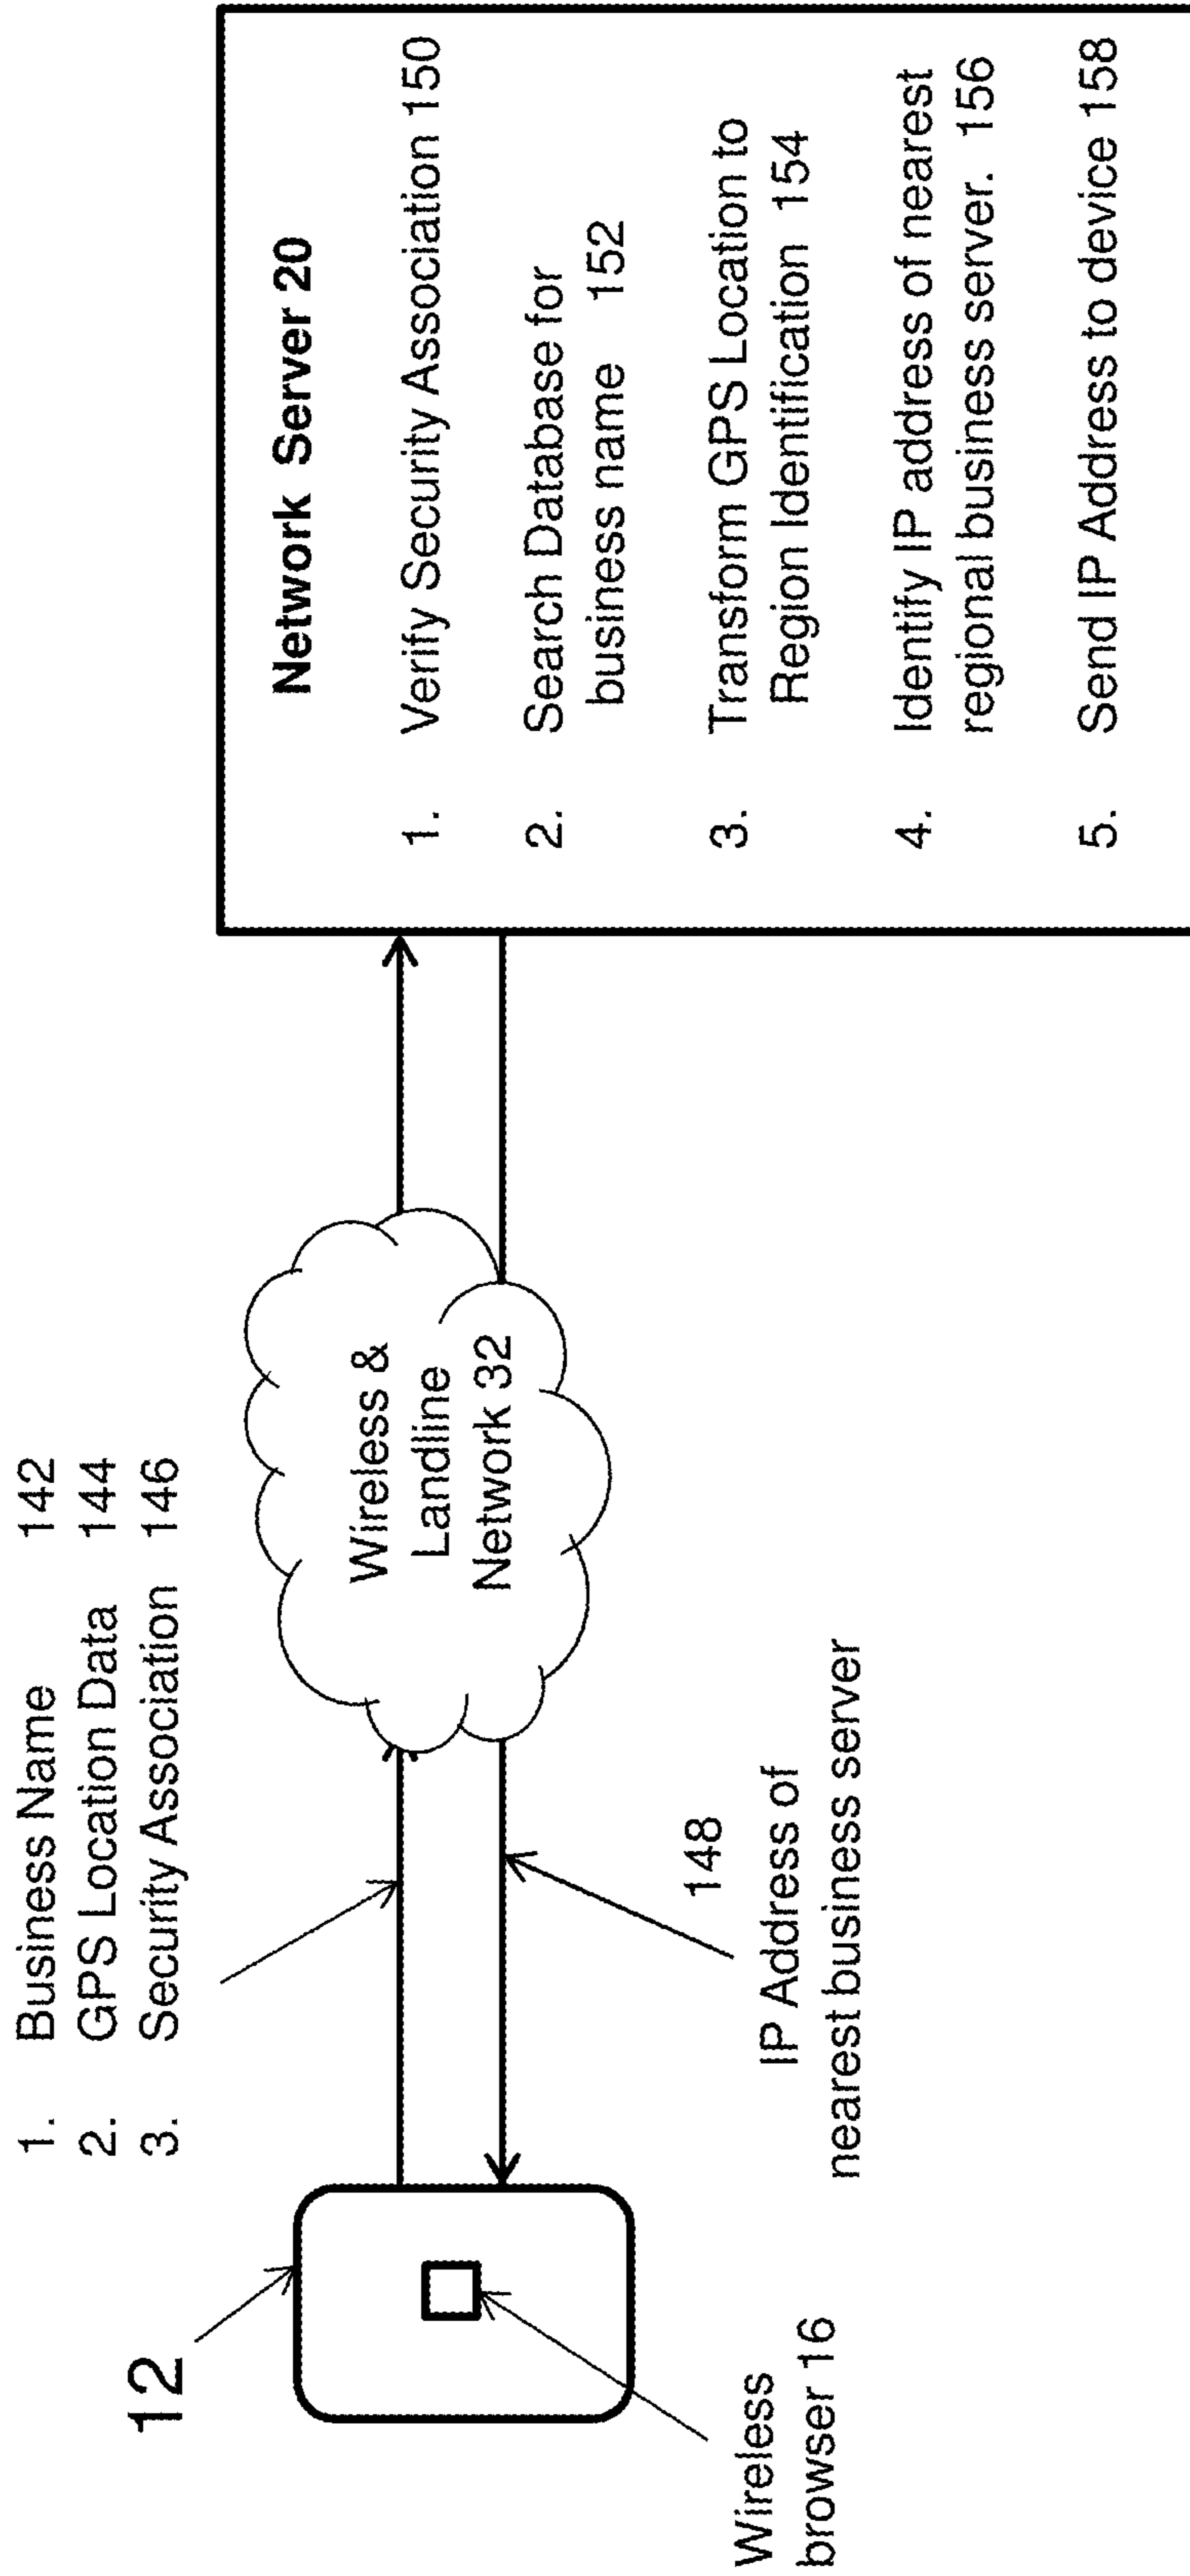 1. Business Name 142
2. GPS Location Data 144
3. Security Association 146
12
Wireless
browser 16
Wireless &
Landline
Network 32
148
IP Address of
nearest business server
Network Server 20
1. Verify Security Association 150
2. Search Database for
business name 152
3. Transform GPS Location to
Region Identification 154
4. Identify IP address of nearest
regional business server. 156
5. Send IP Address to device 158